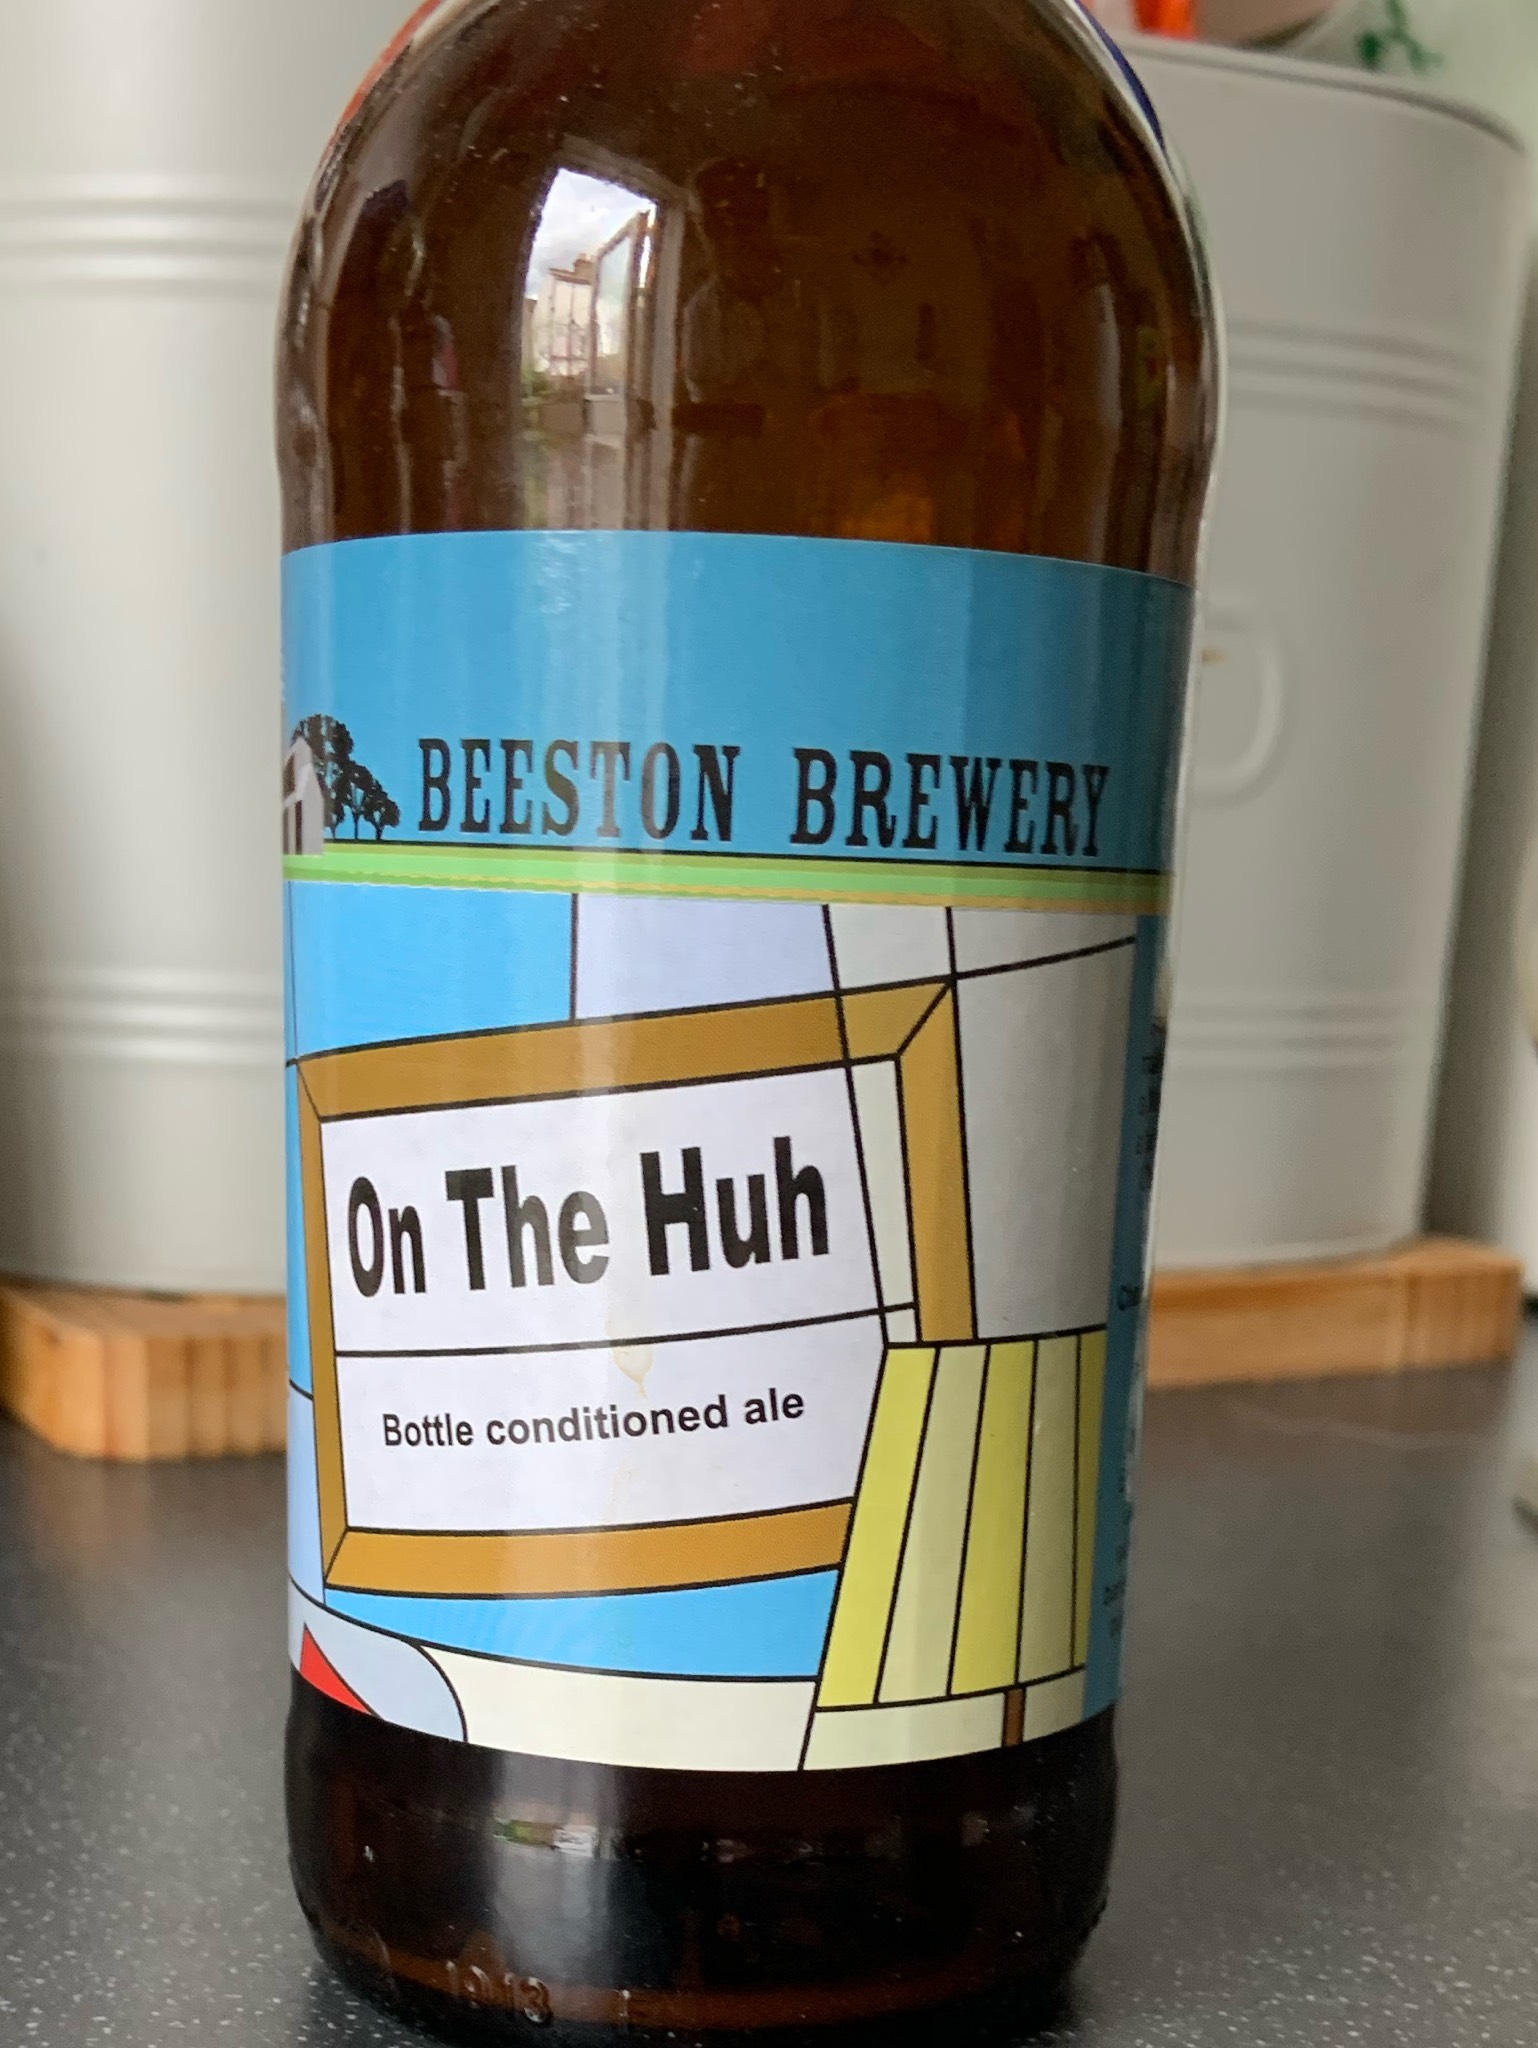 BEESTON BREWERY
On The Huh
Bottle conditioned ale